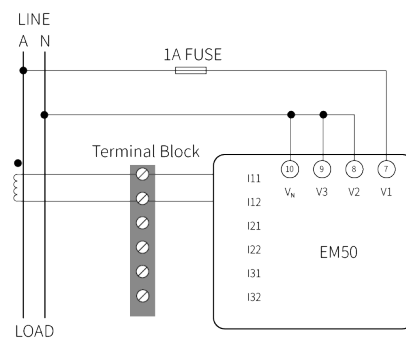 LINE
A N
1A FUSE
Terminal Block
10 9 8 7
VN V3 V2 V1
I11
I12
I21
I22
I31
I32
EM50
LOAD